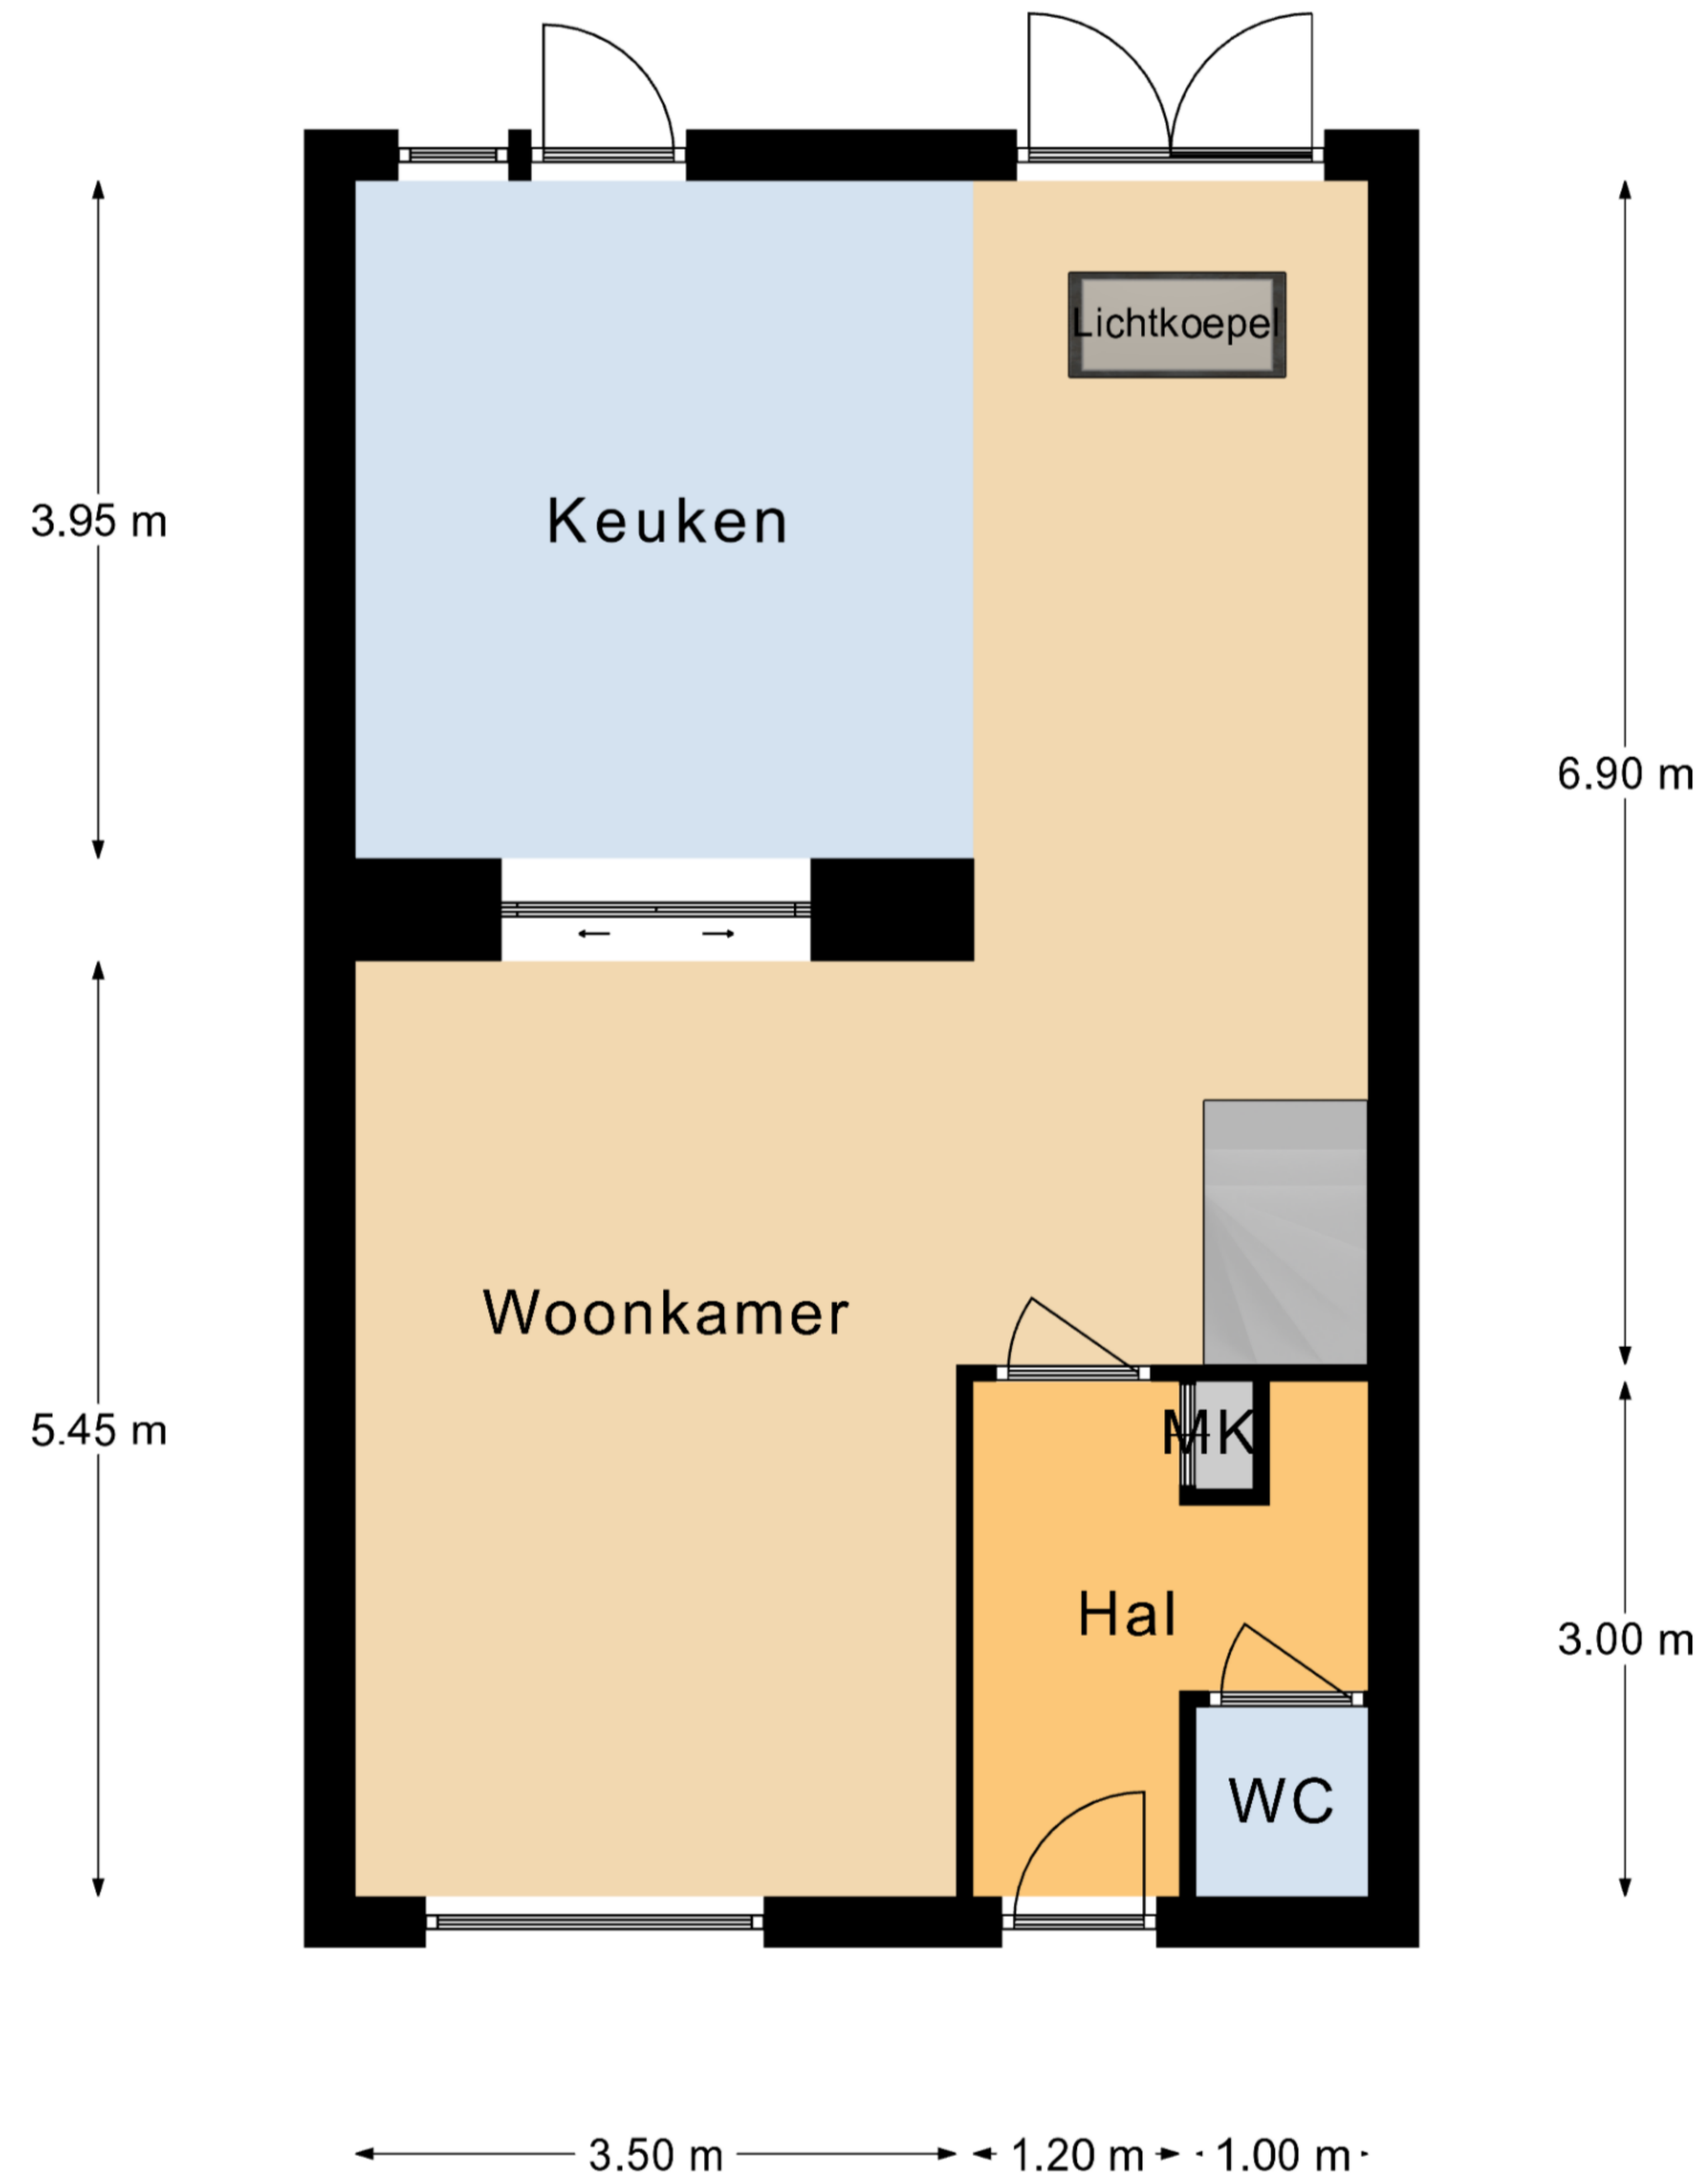 Lichtkoepel
Keuken
3.95 m
6.90 m
Woonkamer
5.45 m
MK
Hal
3.00 m
WC
3.50 m
1.20 m
1.00 m